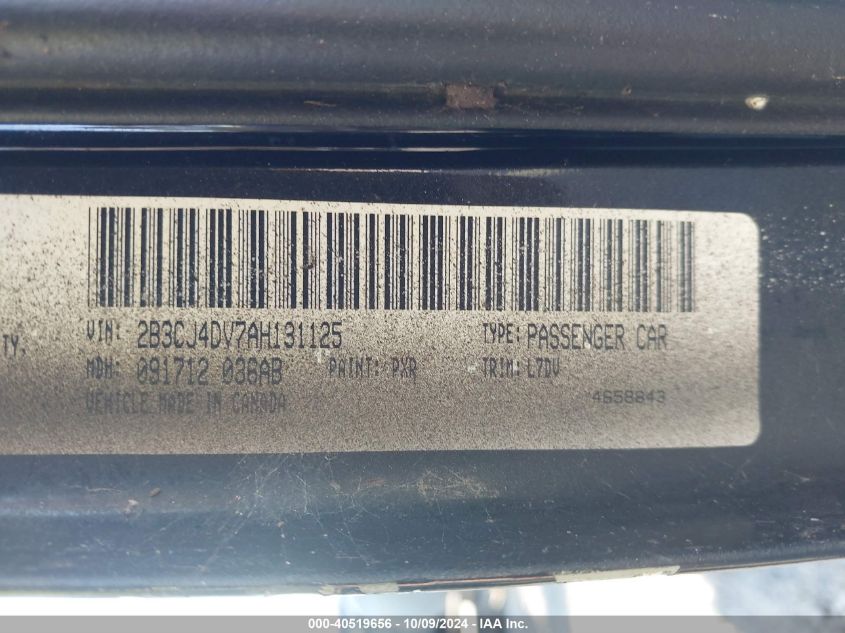 TY.
VIN: 2B3CJ4DV7AH131125 TYPE: PASSENGER CAR
MDH: 091712 036AB PAINT: PXR TRIM: L7DV
VEHICLE MADE IN CANADA 4658843
000-40519656 - 10/09/2024 - IAA Inc.